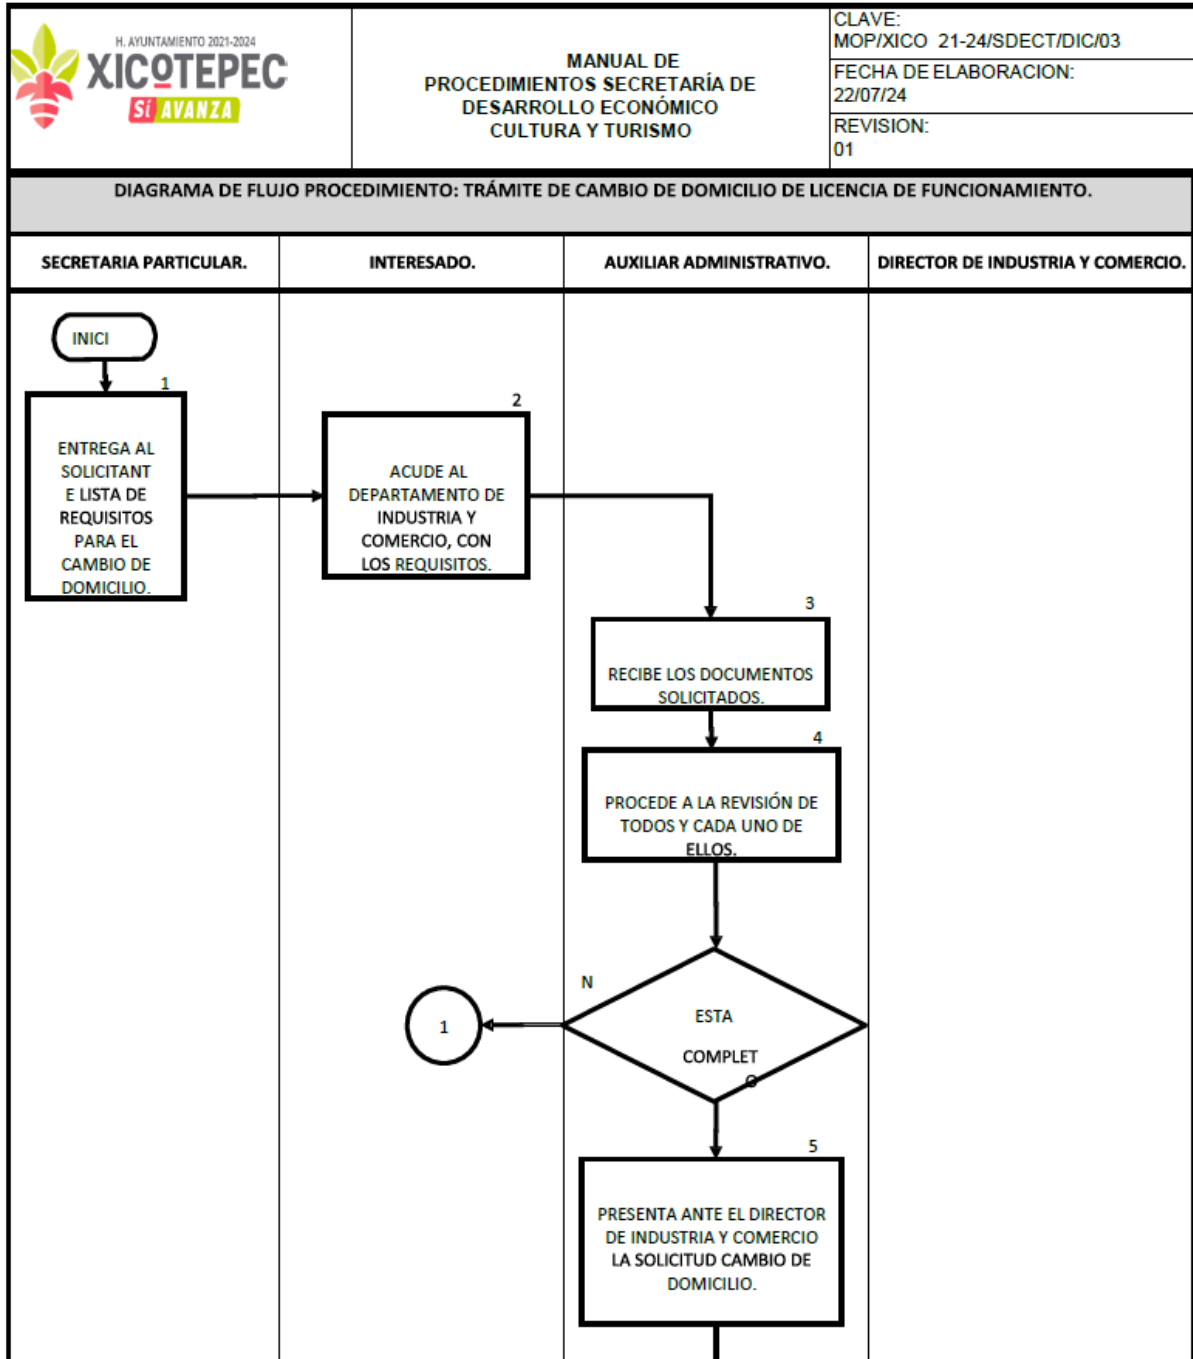 H. AYUNTAMIENTO 2021-2024
XICOTEPEC
SÍ AVANZA
MANUAL DE
PROCEDIMIENTOS SECRETARÍA DE
DESARROLLO ECONÓMICO
CULTURA Y TURISMO
CLAVE:
MOP/XICO 21-24/SDECT/DIC/03
FECHA DE ELABORACION:
22/07/24
REVISION:
01
DIAGRAMA DE FLUJO PROCEDIMIENTO: TRÁMITE DE CAMBIO DE DOMICILIO DE LICENCIA DE FUNCIONAMIENTO.
SECRETARIA PARTICULAR.
INTERESADO.
AUXILIAR ADMINISTRATIVO.
DIRECTOR DE INDUSTRIA Y COMERCIO.
INICI
1
ENTREGA AL
SOLICITANT
E LISTA DE
REQUISITOS
PARA EL
CAMBIO DE
DOMICILIO.
2
ACUDE AL
DEPARTAMENTO DE
INDUSTRIA Y
COMERCIO, CON
LOS REQUISITOS.
3
RECIBE LOS DOCUMENTOS
SOLICITADOS.
4
PROCEDE A LA REVISIÓN DE
TODOS Y CADA UNO DE
ELLOS.
N
ESTA
COMPLET
O
1
5
PRESENTA ANTE EL DIRECTOR
DE INDUSTRIA Y COMERCIO
LA SOLICITUD CAMBIO DE
DOMICILIO.